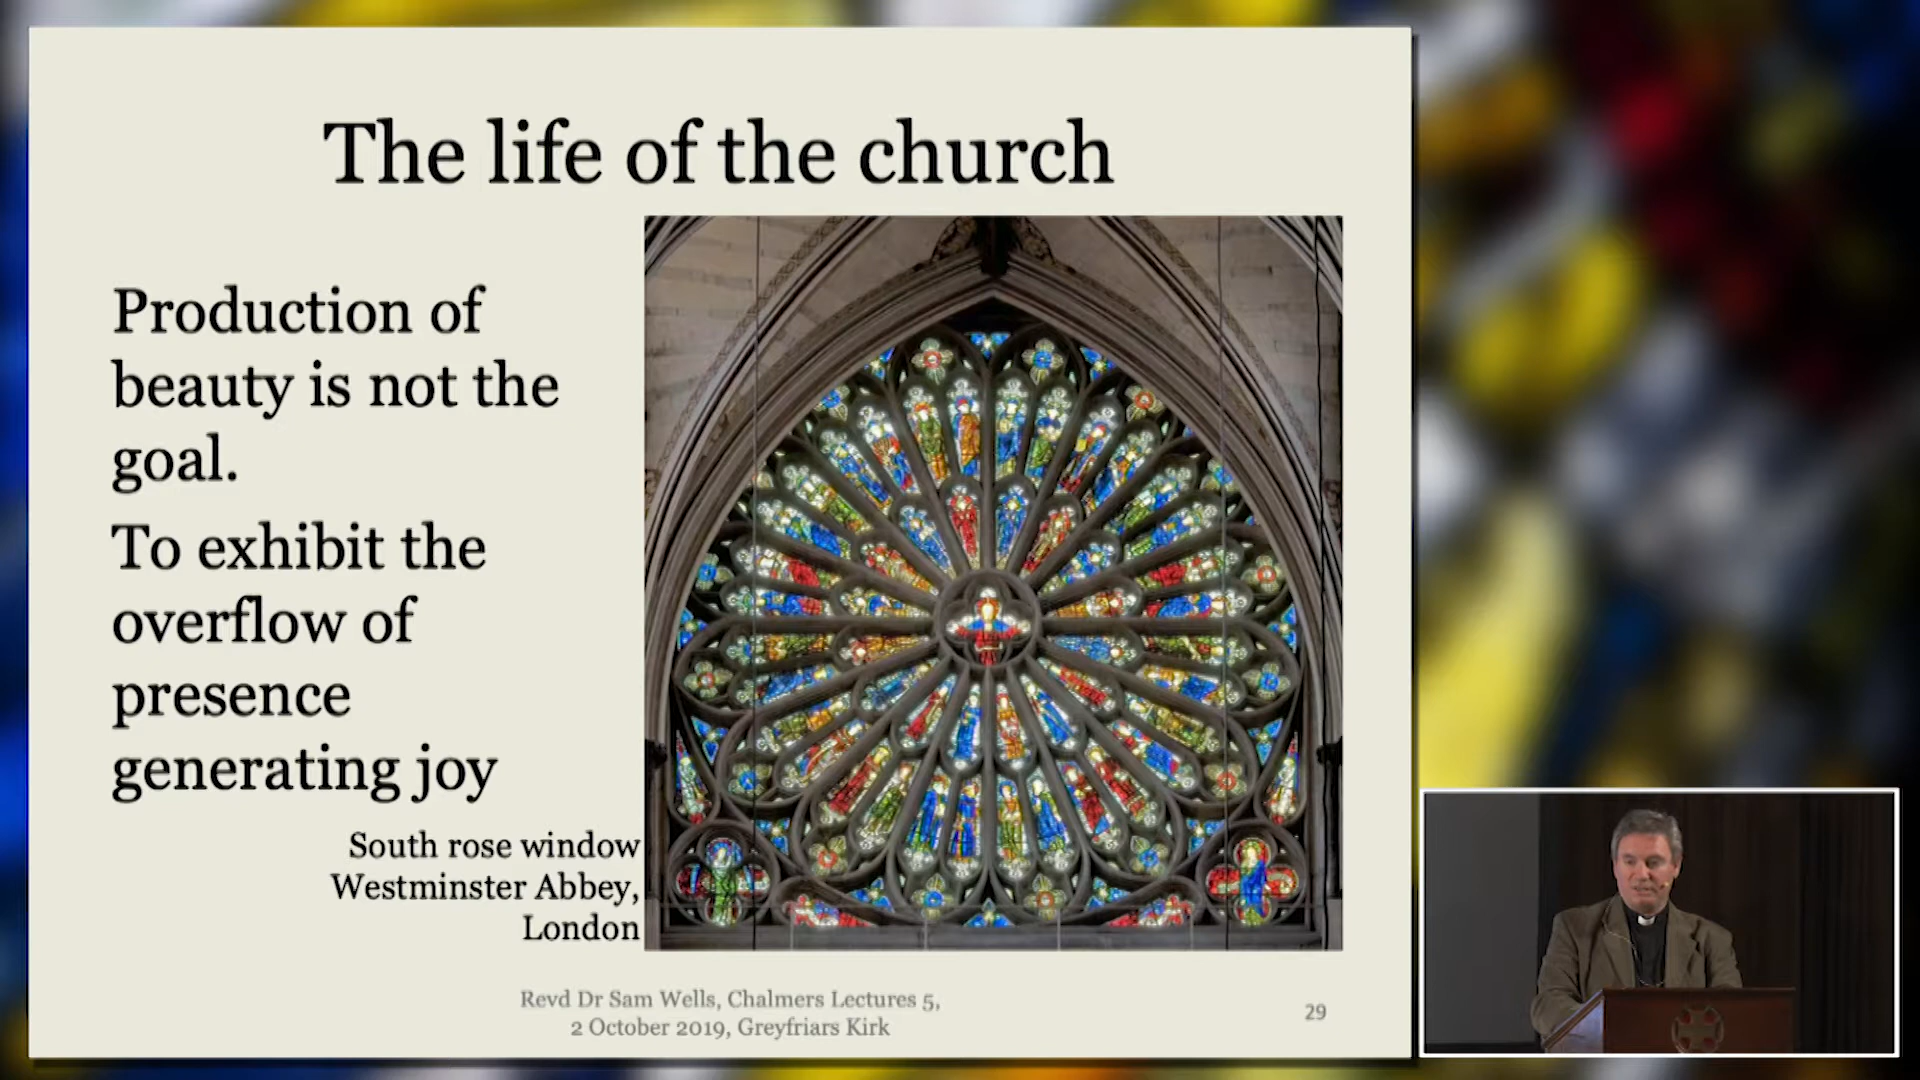 The life of the church
Production of
beauty is not the
goal.
To exhibit the
overflow of
presence
generating joy
South rose window
Westminster Abbey,
London
Revd Dr Sam Wells, Chalmers Lectures 5,
2 October 2019, Greyfriars Kirk
29